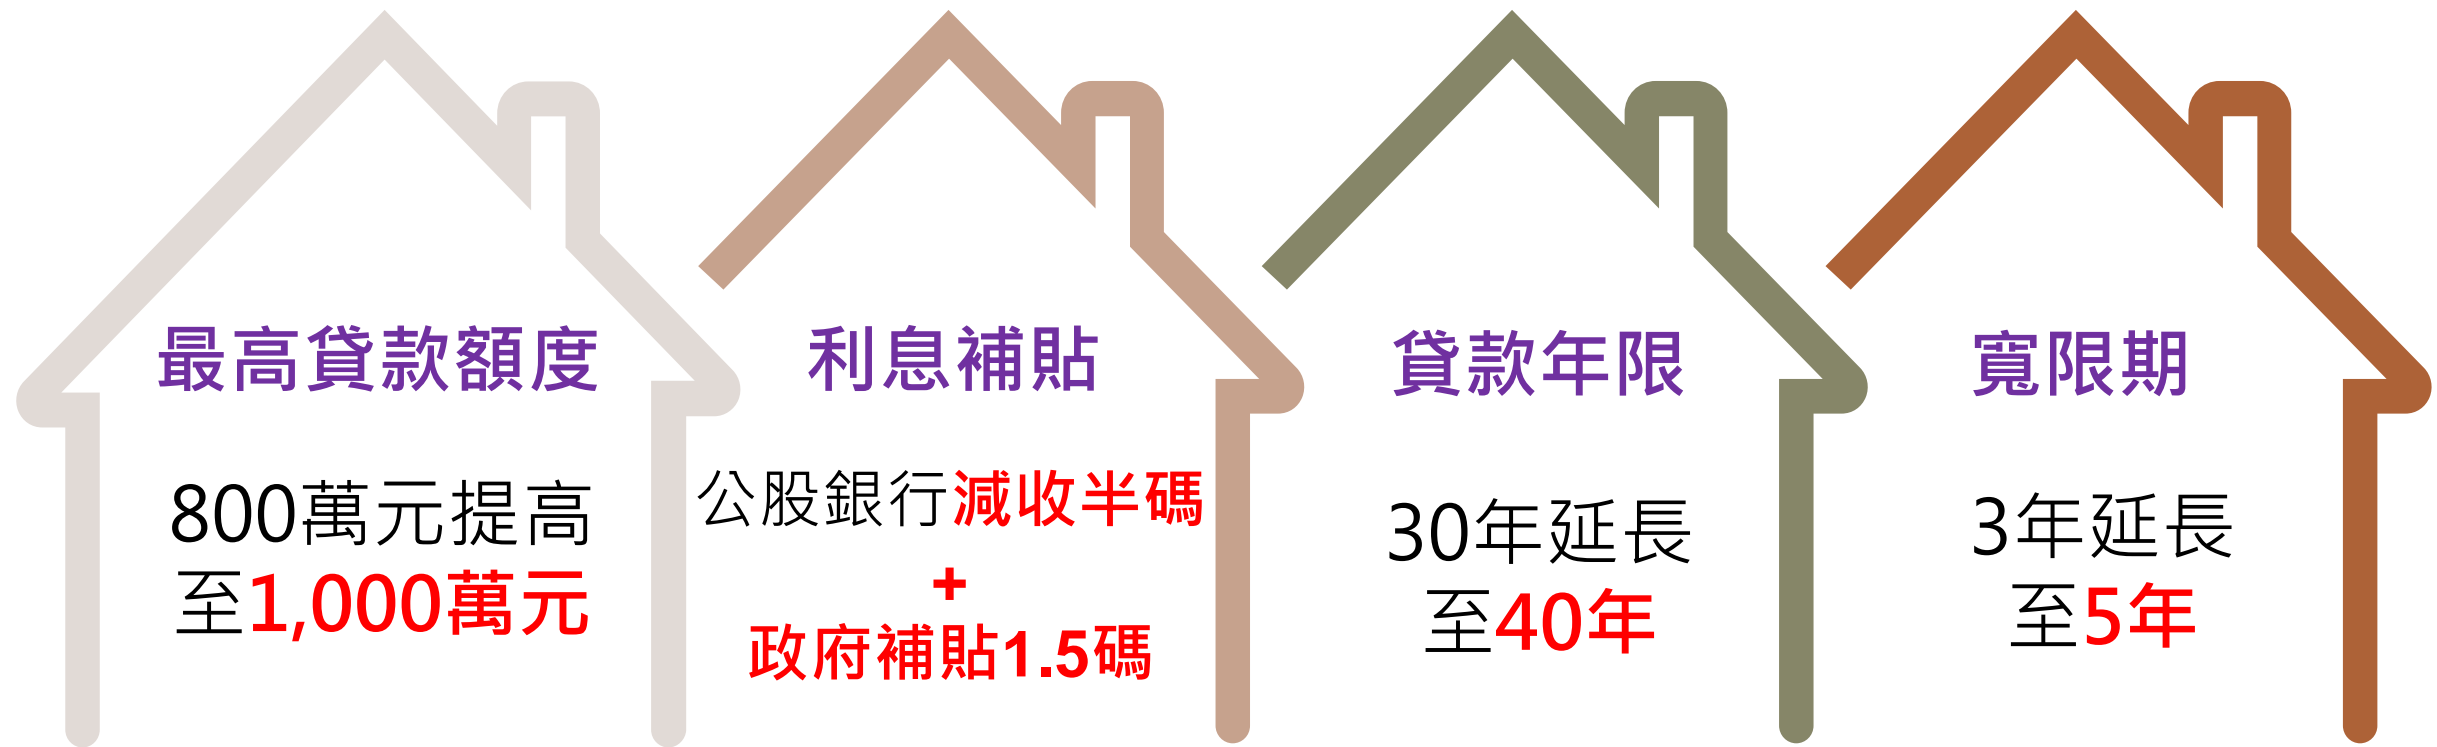 最高貸款額度
800萬元提高
至1,000萬元
利息補貼
公股銀行減收半碼
+
政府補貼1.5碼
貸款年限
30年延長
至40年
寬限期
3年延長
至5年